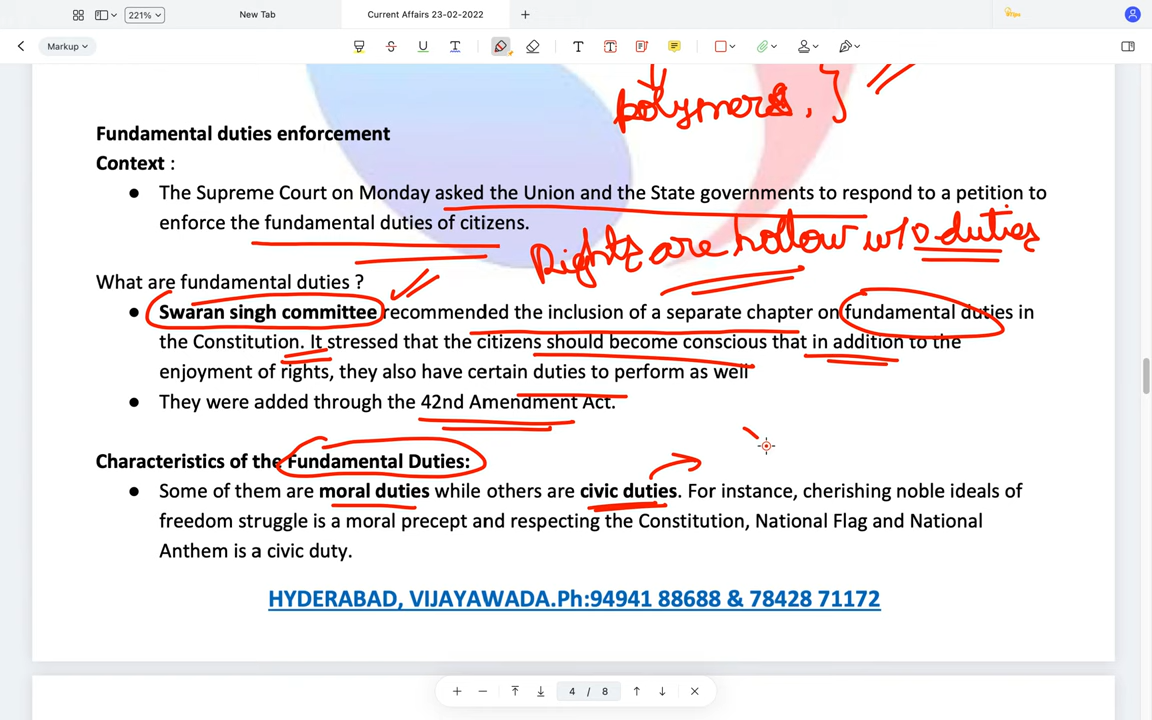 221%
New Tab
Current Affairs 23-02-2022
Markup
polymers.
Fundamental duties enforcement
Context :
● The Supreme Court on Monday asked the Union and the State governments to respond to a petition to
enforce the fundamental duties of citizens.
Rights are hollow w/o duties
What are fundamental duties ?
● Swaran singh committee recommended the inclusion of a separate chapter on fundamental duties in
the Constitution. It stressed that the citizens should become conscious that in addition to the
enjoyment of rights, they also have certain duties to perform as well
● They were added through the 42nd Amendment Act.
Characteristics of the Fundamental Duties:
● Some of them are moral duties while others are civic duties. For instance, cherishing noble ideals of
freedom struggle is a moral precept and respecting the Constitution, National Flag and National
Anthem is a civic duty.
HYDERABAD, VIJAYAWADA.Ph:94941 88688 & 78428 71172
4 / 8